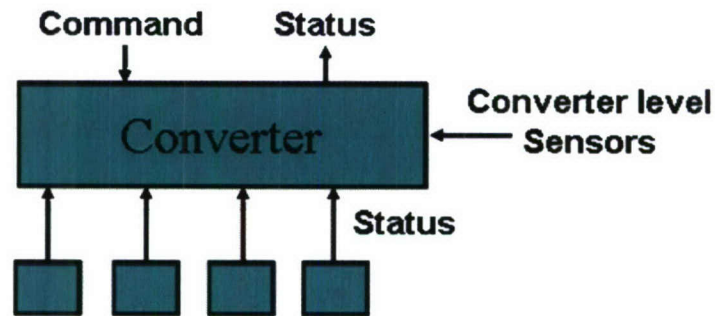 Command
Status
Converter
Converter level
Sensors
Status